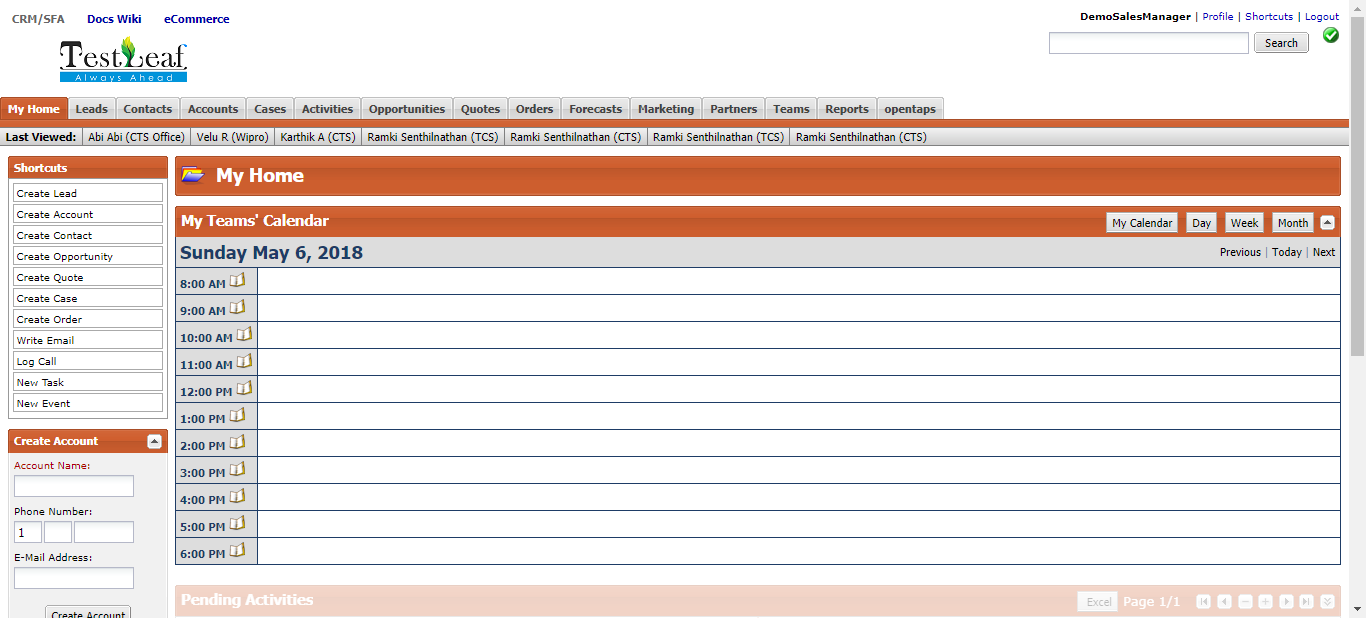 CRM/SFA Docs Wiki eCommerce
DemoSalesManager | Profile | Shortcuts | Logout
TestLeaf
Always Ahead
Search
My Home Leads Contacts Accounts Cases Activities Opportunities Quotes Orders Forecasts Marketing Partners Teams Reports opentaps
Last Viewed: Abi Abi (CTS Office) Velu R (Wipro) Karthik A (CTS) Ramki Senthilnathan (TCS) Ramki Senthilnathan (CTS) Ramki Senthilnathan (TCS) Ramki Senthilnathan (CTS)
Shortcuts
Create Lead
Create Account
Create Contact
Create Opportunity
Create Quote
Create Case
Create Order
Write Email
Log Call
New Task
New Event
Create Account
Account Name:
Phone Number:
1
E-Mail Address:
Create Account
My Home
My Teams' Calendar
My Calendar Day Week Month
Sunday May 6, 2018
Previous | Today | Next
8:00 AM
9:00 AM
10:00 AM
11:00 AM
12:00 PM
1:00 PM
2:00 PM
3:00 PM
4:00 PM
5:00 PM
6:00 PM
Pending Activities
Excel Page 1/1